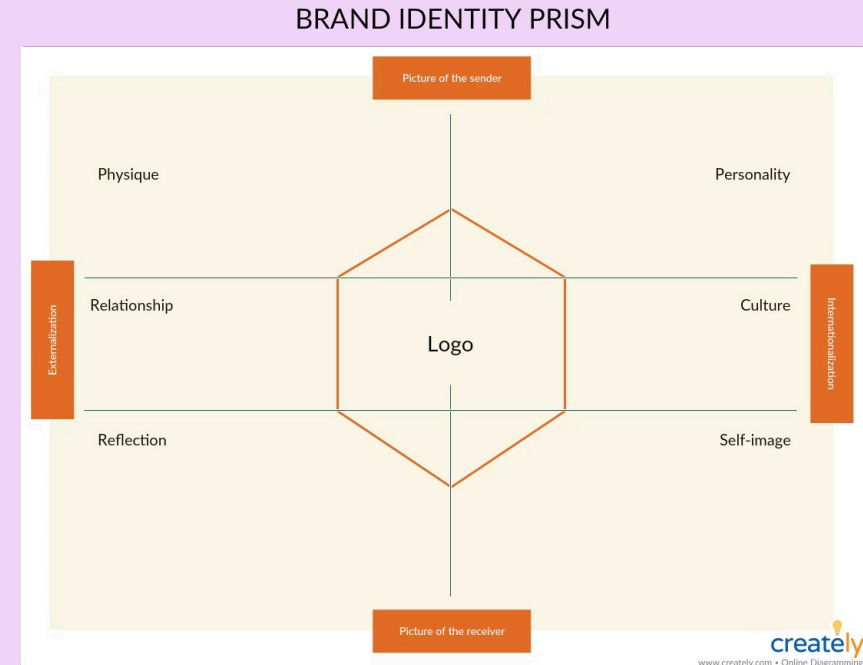 BRAND IDENTITY PRISM
Picture of the sender
Physique
Personality
Externalization
Relationship
Culture
Internationalization
Logo
Reflection
Self-image
Picture of the receiver
creately
www.creately.com • Online Diagramming